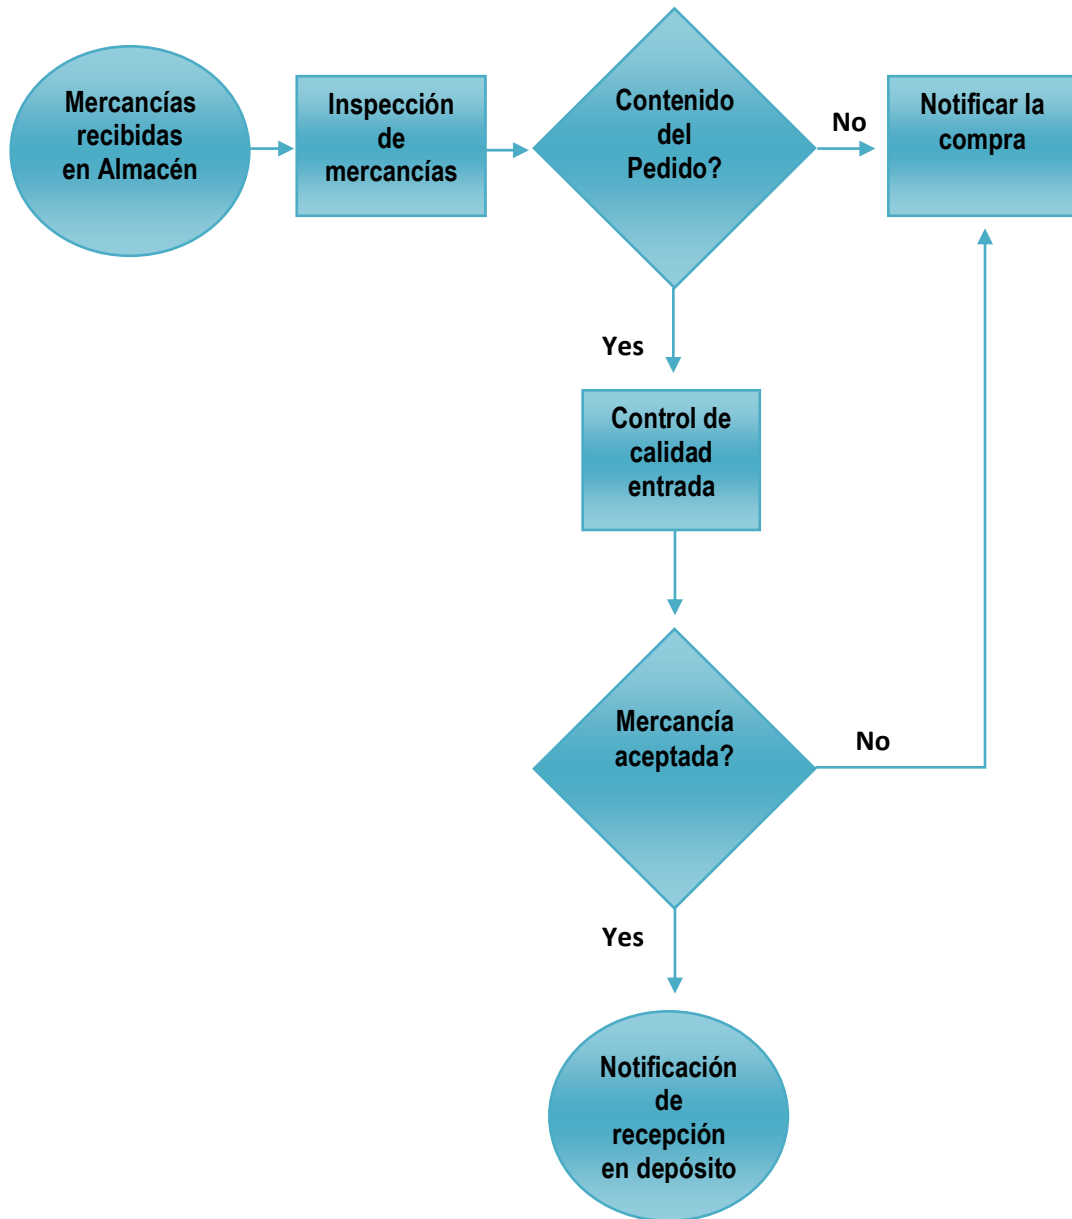 Mercancías
recibidas
en Almacén
Inspección
de
mercancías
Contenido
del
Pedido?
No
Notificar la
compra
Yes
Control de
calidad
entrada
Mercancía
aceptada?
No
Yes
Notificación
de
recepción
en depósito